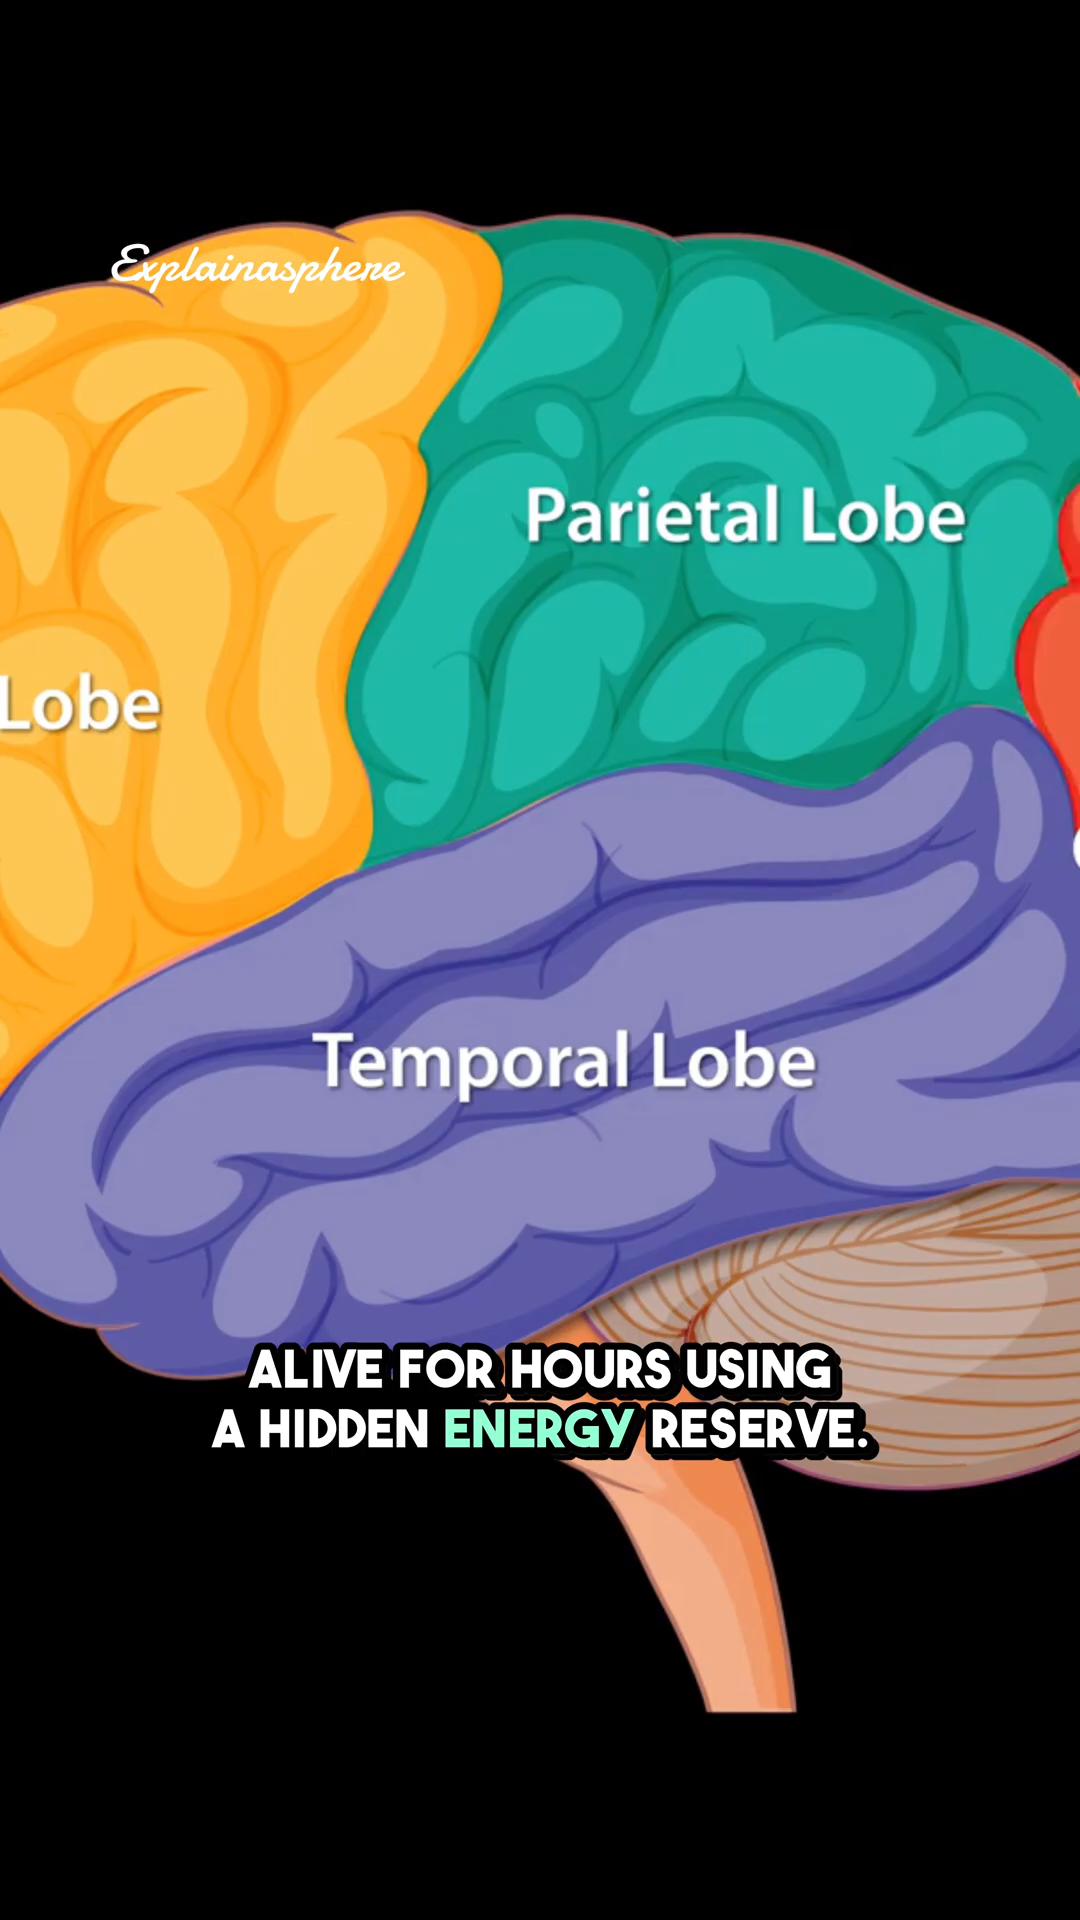 Explainasphere
Parietal Lobe
Lobe
Temporal Lobe
ALIVE FOR HOURS USING
A HIDDEN ENERGY RESERVE.